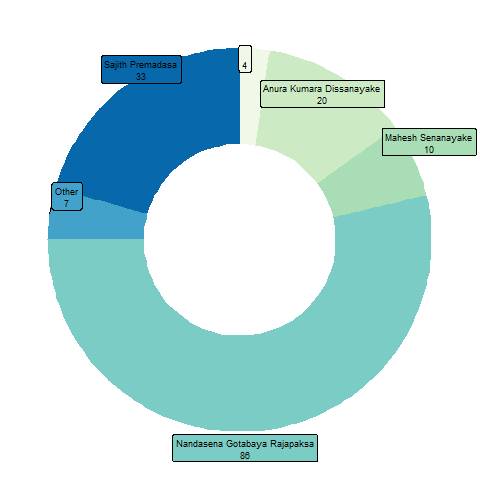 4
Sajith Premadasa
33
Anura Kumara Dissanayake
20
Mahesh Senanayake
10
Other
7
Nandasena Gotabaya Rajapaksa
86